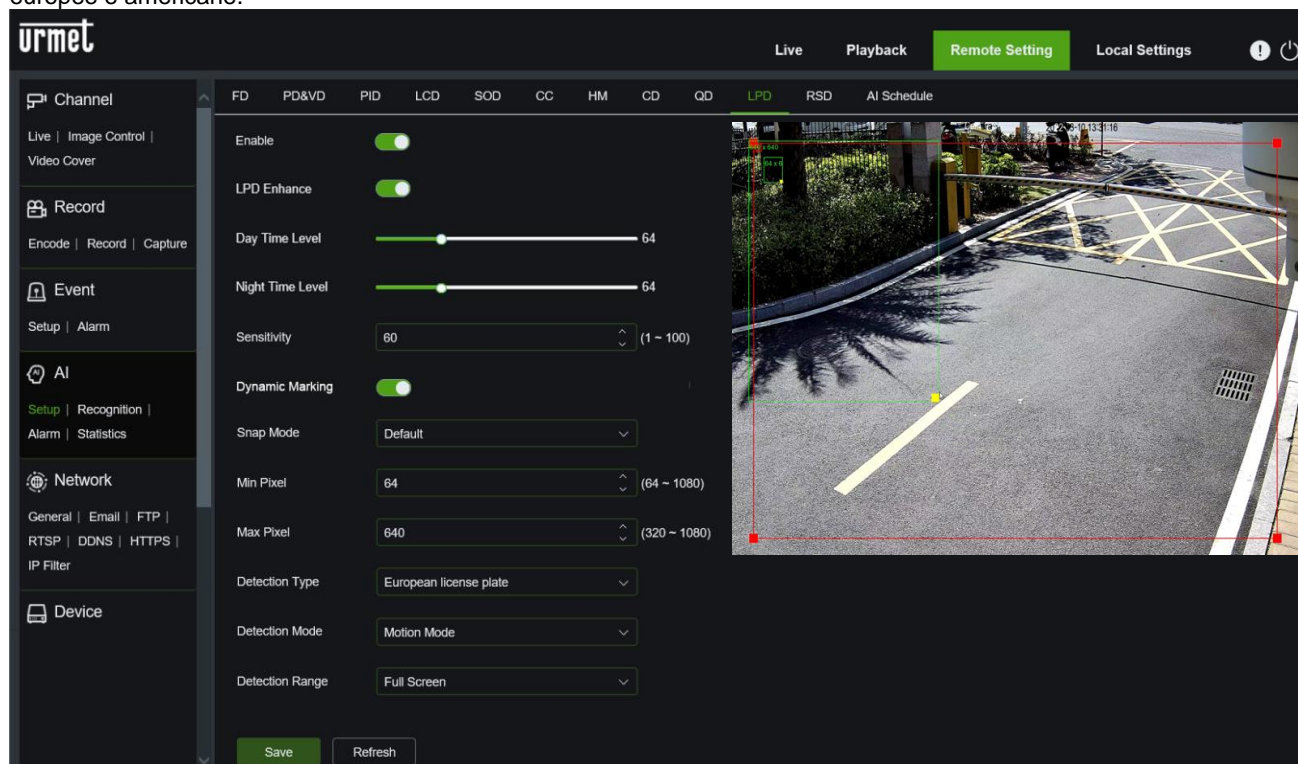 europeo e americano.
urmet
Live Playback Remote Setting Local Settings
Channel
Live | Image Control |
Video Cover
Record
Encode | Record | Capture
Event
Setup | Alarm
AI
Setup | Recognition |
Alarm | Statistics
Network
General | Email | FTP |
RTSP | DDNS | HTTPS |
IP Filter
Device
FD PD&VD PID LCD SOD CC HM CD QD LPD RSD AI Schedule
Enable
LPD Enhance
Day Time Level 64
Night Time Level 64
Sensitivity 60 (1 ~ 100)
Dynamic Marking
Snap Mode Default
Min Pixel 64 (64 ~ 1080)
Max Pixel 640 (320 ~ 1080)
Detection Type European license plate
Detection Mode Motion Mode
Detection Range Full Screen
Save Refresh